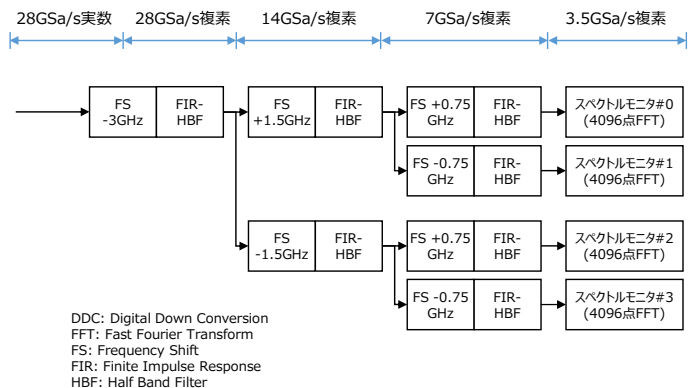 28GSa/s実数 28GSa/s複素 14GSa/s複素 7GSa/s複素 3.5GSa/s複素
FS
-3GHz
FIR-
HBF
FS
+1.5GHz
FIR-
HBF
FS +0.75
GHz
FIR-
HBF
スペクトルモニタ#0
(4096点FFT)
FS -0.75
GHz
FIR-
HBF
スペクトルモニタ#1
(4096点FFT)
FS
-1.5GHz
FIR-
HBF
FS +0.75
GHz
FIR-
HBF
スペクトルモニタ#2
(4096点FFT)
FS -0.75
GHz
FIR-
HBF
スペクトルモニタ#3
(4096点FFT)
DDC: Digital Down Conversion
FFT: Fast Fourier Transform
FS: Frequency Shift
FIR: Finite Impulse Response
HBF: Half Band Filter